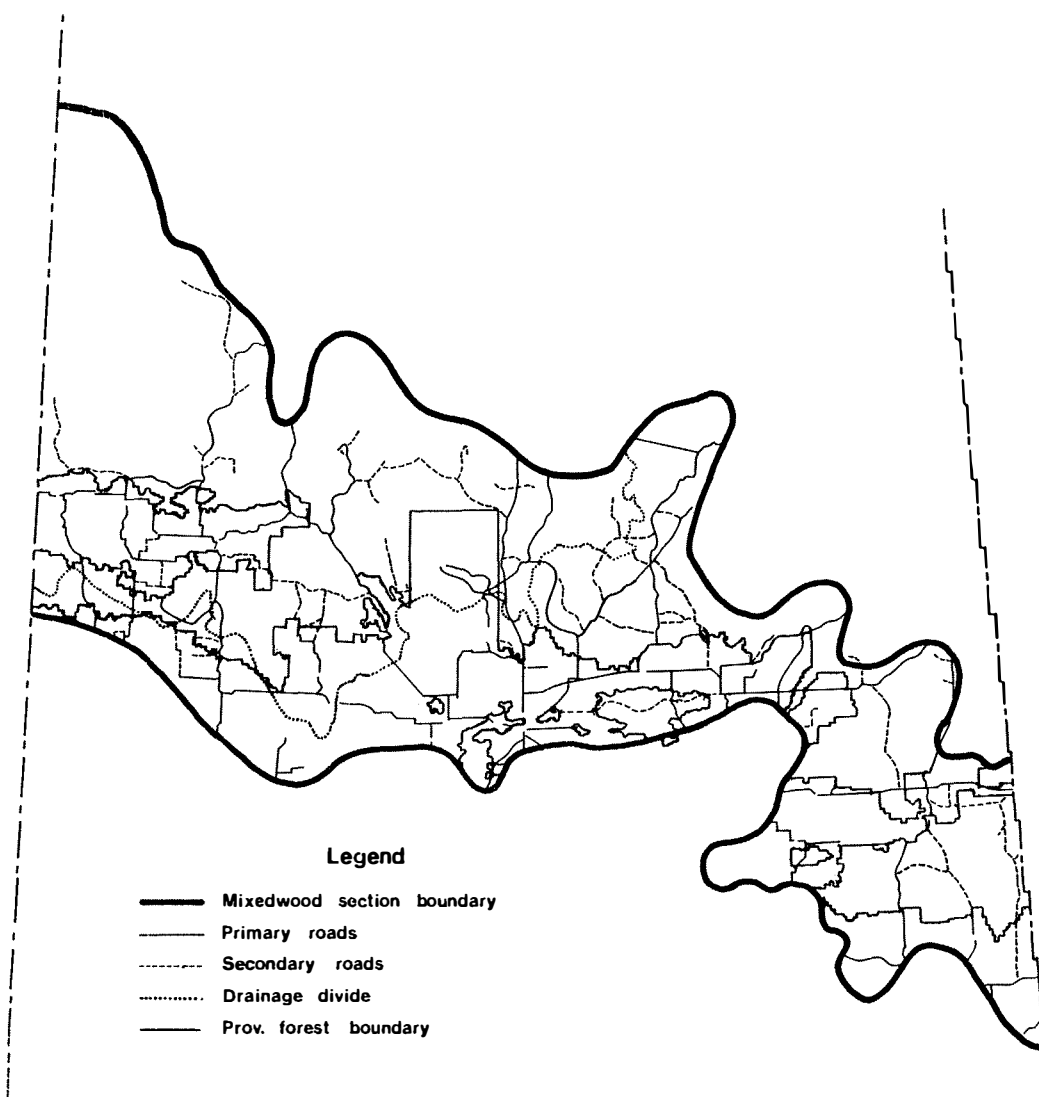 Legend
Mixedwood section boundary
Primary roads
Secondary roads
Drainage divide
Prov. forest boundary